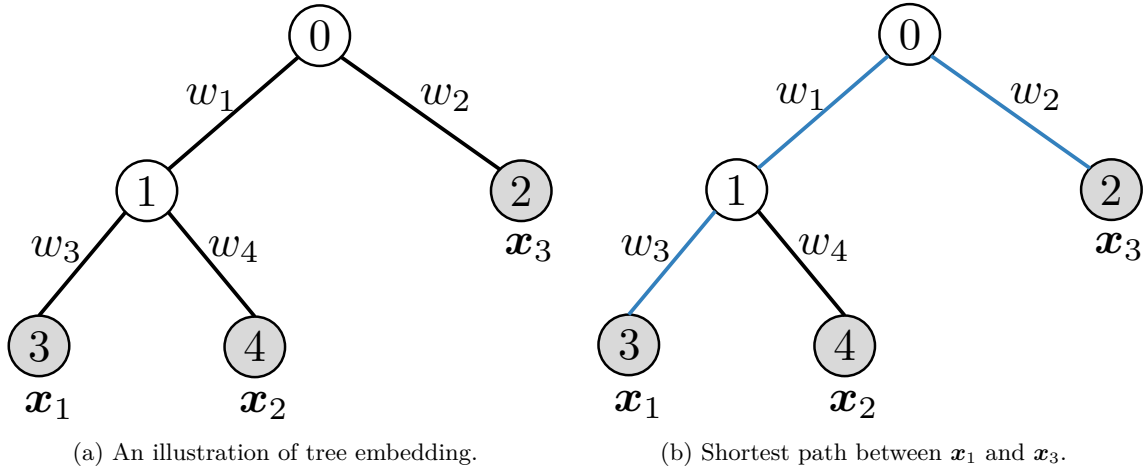 0 0
w1 w2 w1 w2
1 2 1 2
w3 w4 x3 w3 w4 x3
3 4 3 4
x1 x2 x1 x2
(a) An illustration of tree embedding. (b) Shortest path between x1 and x3.